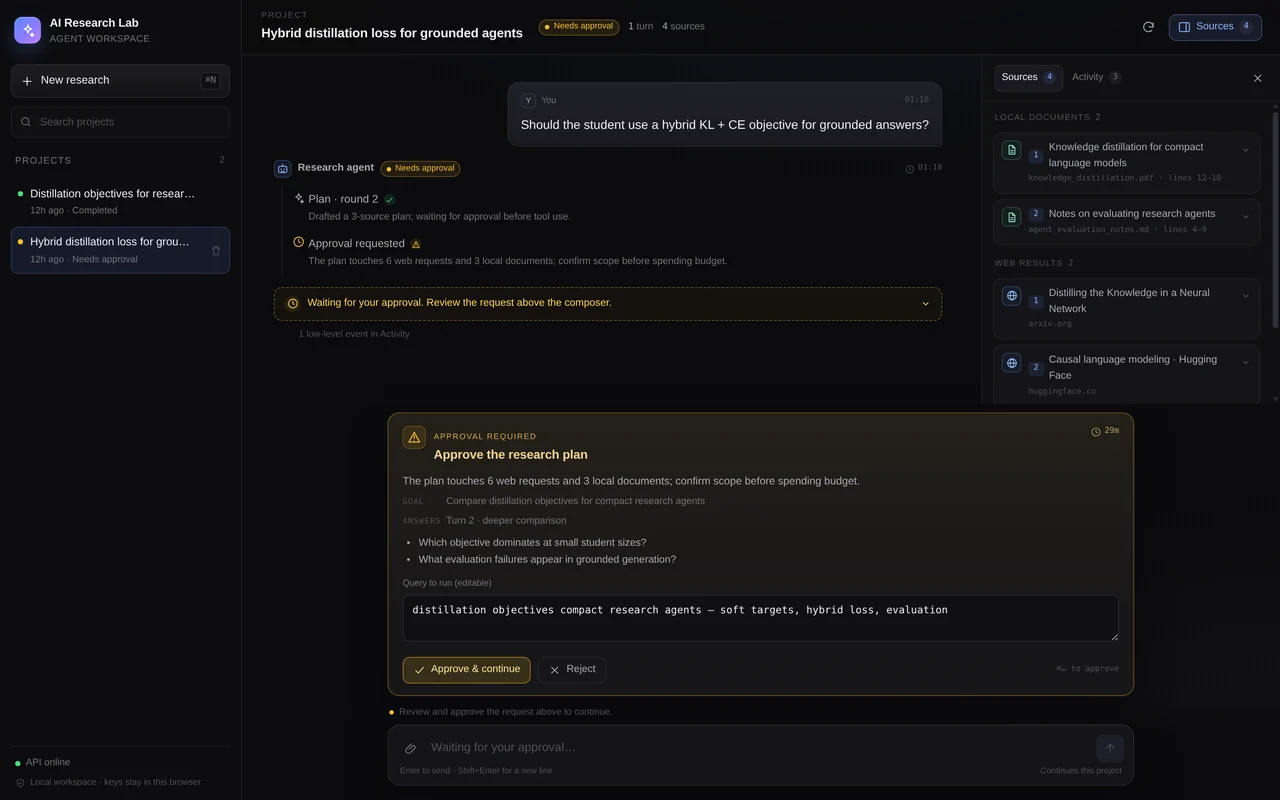 AI Research Lab
AGENT WORKSPACE
New research
⌘N
Search projects
PROJECTS 2
Distillation objectives for resear…
12h ago · Completed
Hybrid distillation loss for grou…
12h ago · Needs approval
API online
Local workspace · keys stay in this browser
PROJECT
Hybrid distillation loss for grounded agents
Needs approval
1 turn 4 sources
Sources 4
Y You 01:10
Should the student use a hybrid KL + CE objective for grounded answers?
Research agent Needs approval 01:10
Plan · round 2
Drafted a 3-source plan; waiting for approval before tool use.
Approval requested
The plan touches 6 web requests and 3 local documents; confirm scope before spending budget.
Waiting for your approval. Review the request above the composer.
1 low-level event in Activity
Sources 4 Activity 3
LOCAL DOCUMENTS 2
1 Knowledge distillation for compact
language models
knowledge_distillation.pdf · lines 12–18
2 Notes on evaluating research agents
agent_evaluation_notes.md · lines 4–9
WEB RESULTS 2
1 Distilling the Knowledge in a Neural
Network
arxiv.org
2 Causal language modeling · Hugging
Face
huggingface.co
APPROVAL REQUIRED
29m
Approve the research plan
The plan touches 6 web requests and 3 local documents; confirm scope before spending budget.
GOAL Compare distillation objectives for compact research agents
ANSWERS Turn 2 · deeper comparison
• Which objective dominates at small student sizes?
• What evaluation failures appear in grounded generation?
Query to run (editable)
distillation objectives compact research agents — soft targets, hybrid loss, evaluation
Approve & continue
Reject
⌘↵ to approve
Review and approve the request above to continue.
Waiting for your approval…
Enter to send · Shift+Enter for a new line
Continues this project